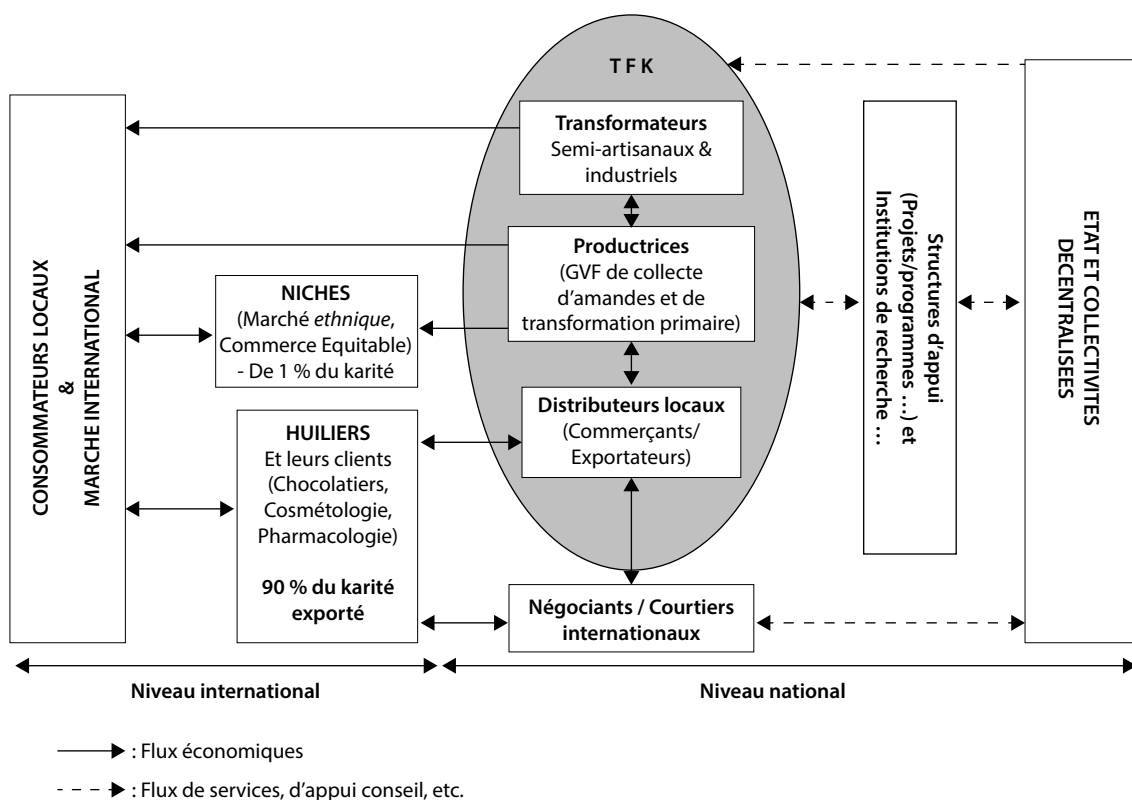 T F K
Transformateurs
Semi-artisanaux &
industriels
Productrices
(GVF de collecte
d'amandes et de
transformation primaire)
Distributeurs locaux
(Commerçants/
Exportateurs)
Négociants / Courtiers
internationaux
CONSOMMATEURS LOCAUX
&
MARCHE INTERNATIONAL
NICHES
(Marché ethnique,
Commerce Equitable)
- De 1 % du karité
HUILIERS
Et leurs clients
(Chocolatiers,
Cosmétologie,
Pharmacologie)
90 % du karité
exporté
Structures d'appui
(Projets/programmes ...) et
Institutions de recherche ...
ETAT ET COLLECTIVITES
DECENTRALISEES
Niveau international
Niveau national
: Flux économiques
: Flux de services, d'appui conseil, etc.